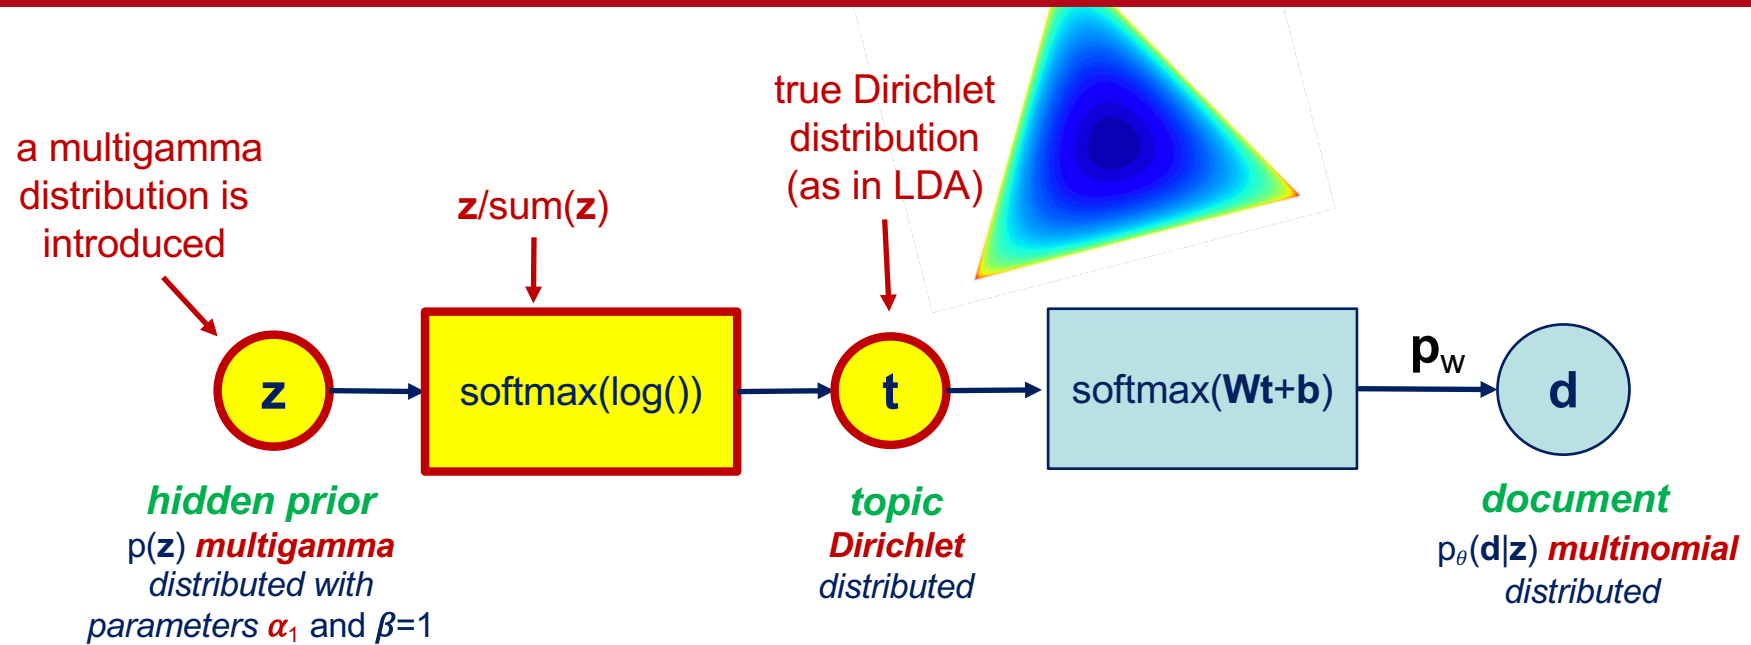 true Dirichlet
distribution
(as in LDA)
a multigamma
distribution is
introduced
z/sum(z)
z
softmax(log())
t
softmax(Wt+b)
pw
d
hidden prior
p(z) multigamma
distributed with
parameters α1 and β=1
topic
Dirichlet
distributed
document
pθ(d|z) multinomial
distributed